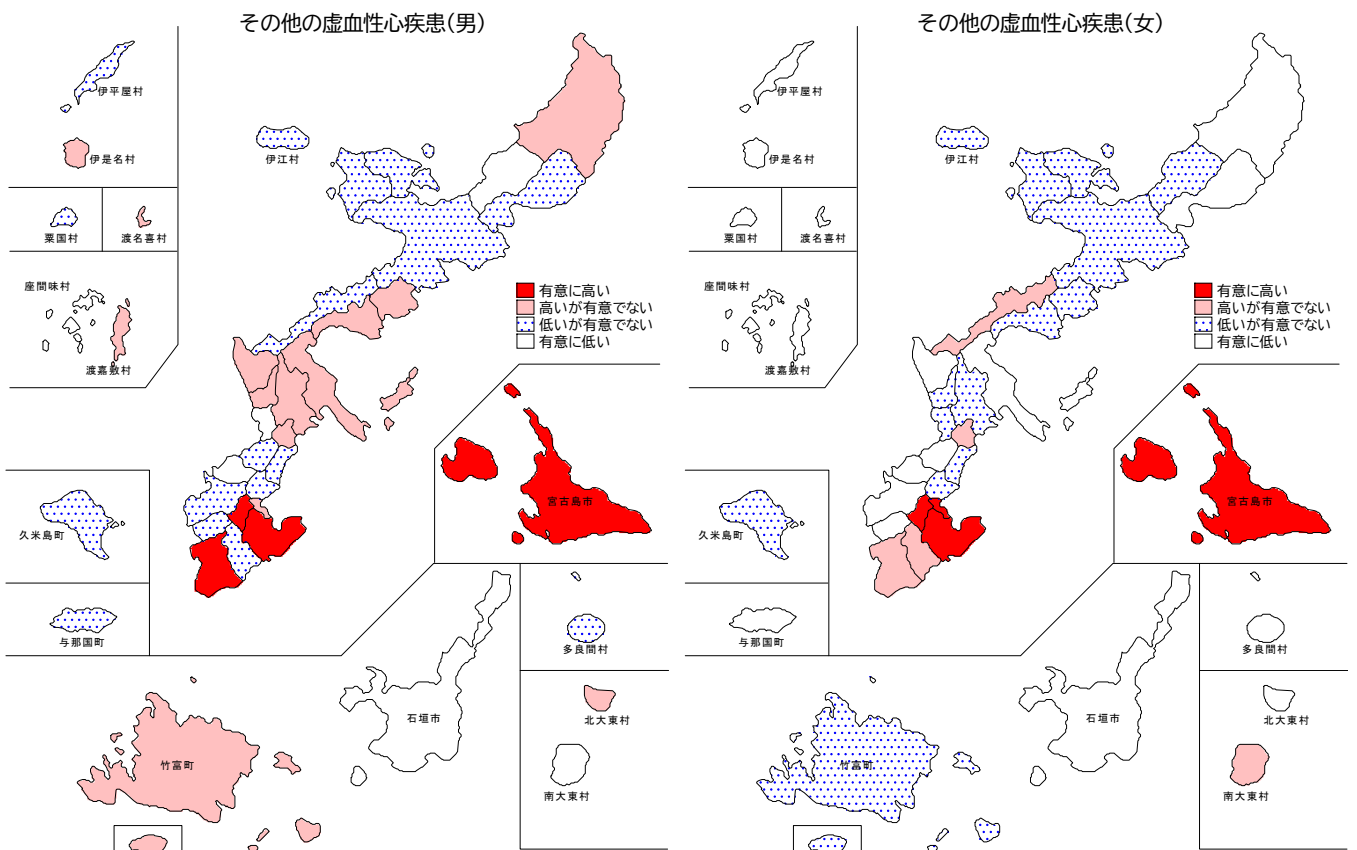 その他の虚血性心疾患(男)
伊平屋村
伊是名村
伊江村
粟国村
渡名喜村
座間味村
渡嘉敷村
有意に高い
高いが有意でない
低いが有意でない
有意に低い
宮古島市
久米島町
与那国町
多良間村
石垣市
北大東村
竹富町
南大東村
その他の虚血性心疾患(女)
伊平屋村
伊是名村
伊江村
粟国村
渡名喜村
座間味村
渡嘉敷村
有意に高い
高いが有意でない
低いが有意でない
有意に低い
宮古島市
久米島町
与那国町
多良間村
石垣市
北大東村
竹富町
南大東村